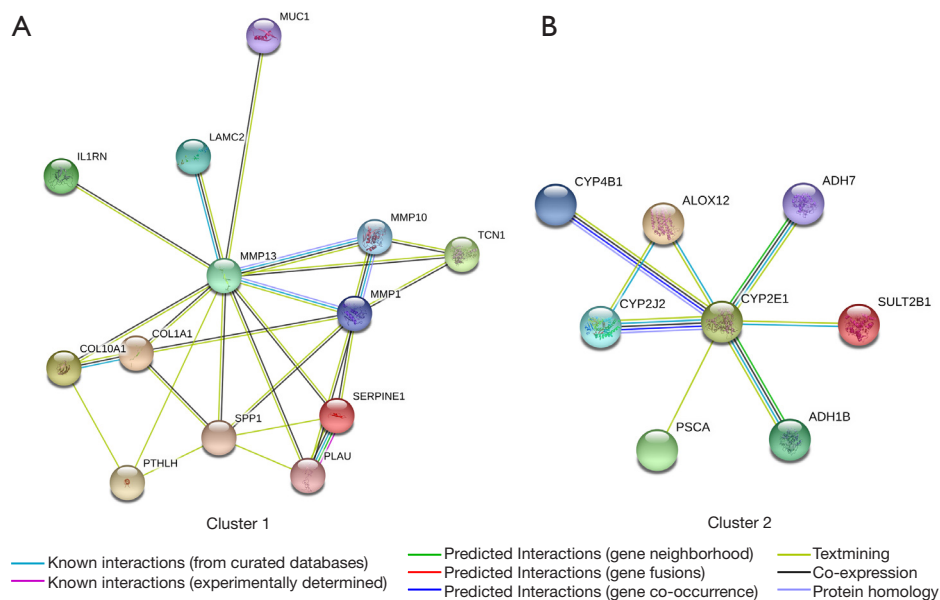 A
B
MUC1
LAMC2
IL1RN
MMP10
TCN1
MMP13
MMP1
COL1A1
COL10A1
SERPINE1
SPP1
PLAU
PTHLH
Cluster 1
CYP4B1
ALOX12
ADH7
CYP2J2
CYP2E1
SULT2B1
PSCA
ADH1B
Cluster 2
Known interactions (from curated databases)
Known interactions (experimentally determined)
Predicted Interactions (gene neighborhood)
Predicted Interactions (gene fusions)
Predicted Interactions (gene co-occurrence)
Textmining
Co-expression
Protein homology